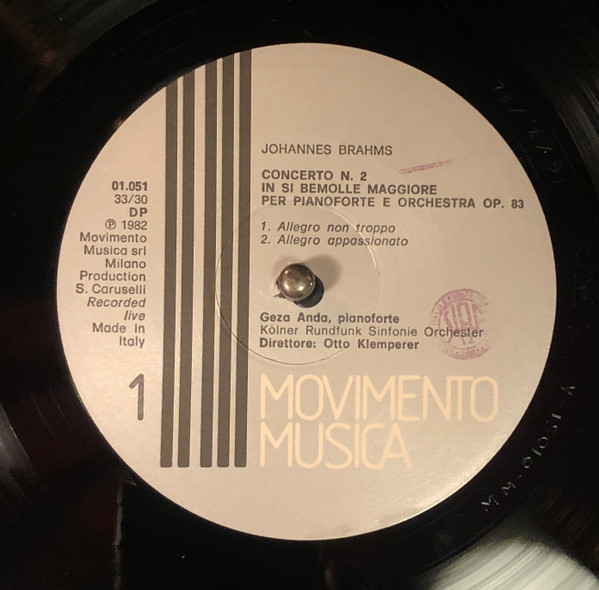 JOHANNES BRAHMS
CONCERTO N. 2
IN SI BEMOLLE MAGGIORE
PER PIANOFORTE E ORCHESTRA OP. 83
1. Allegro non troppo
2. Allegro appassionato
01.051
33/30
DP
Ⓟ 1982
Movimento
Musica srl
Milano
Production
S. Caruselli
Recorded
live
Made in
Italy
Geza Anda, pianoforte
Kölner Rundfunk Sinfonie Orchester
Direttore: Otto Klemperer
1
MOVIMENTO
MUSICA
SIAE